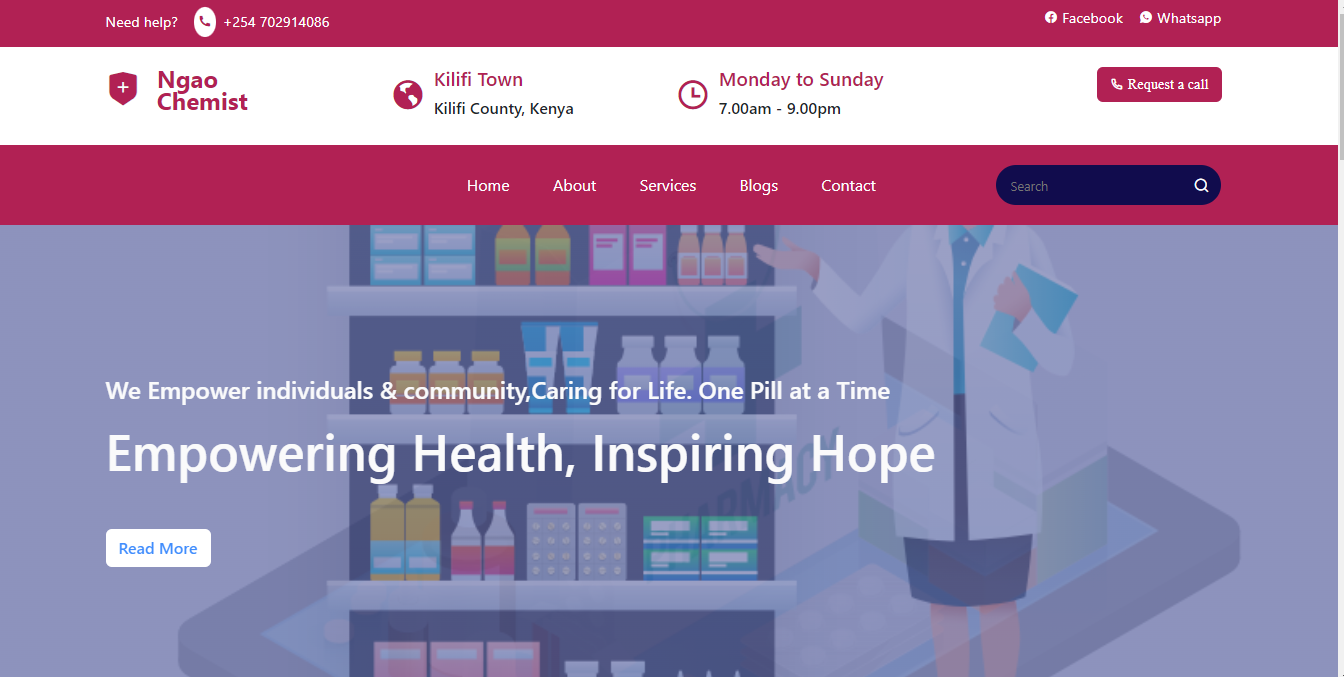 Need help? +254 702914086
Facebook Whatsapp
Ngao
Chemist
Kilifi Town
Kilifi County, Kenya
Monday to Sunday
7.00am - 9.00pm
Request a call
Home About Services Blogs Contact
Search
We Empower individuals & community,Caring for Life. One Pill at a Time
Empowering Health, Inspiring Hope
PHARMACY
Read More